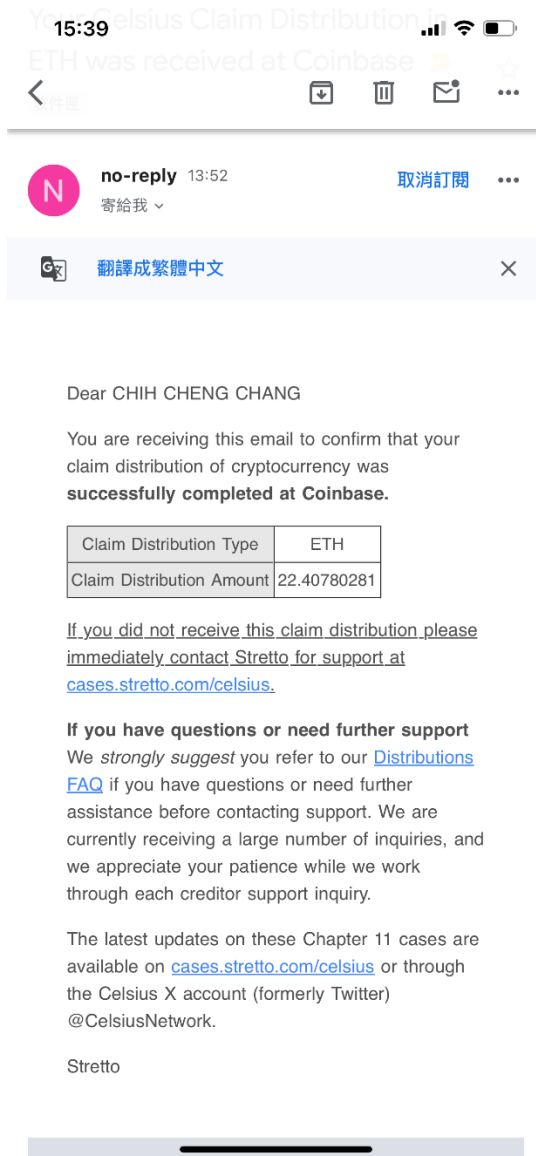 Your Celsius Claim Distribution in
15:39
ETH was received at Coinbase
收件匣
N
no-reply 13:52
取消訂閱
寄給我
翻譯成繁體中文
Dear CHIH CHENG CHANG
You are receiving this email to confirm that your
claim distribution of cryptocurrency was
successfully completed at Coinbase.
Claim Distribution Type ETH
Claim Distribution Amount 22.40780281
If you did not receive this claim distribution please
immediately contact Stretto for support at
cases.stretto.com/celsius.
If you have questions or need further support
We strongly suggest you refer to our Distributions
FAQ if you have questions or need further
assistance before contacting support. We are
currently receiving a large number of inquiries, and
we appreciate your patience while we work
through each creditor support inquiry.
The latest updates on these Chapter 11 cases are
available on cases.stretto.com/celsius or through
the Celsius X account (formerly Twitter)
@CelsiusNetwork.
Stretto